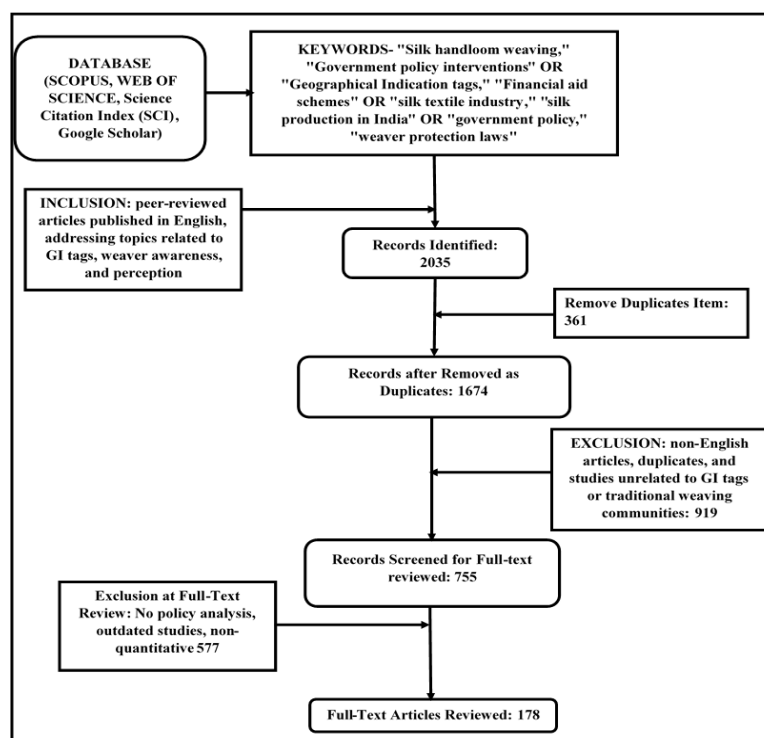 DATABASE
(SCOPUS, WEB OF
SCIENCE, Science
Citation Index (SCI),
Google Scholar)
KEYWORDS- "Silk handloom weaving,"
"Government policy interventions" OR
"Geographical Indication tags," "Financial aid
schemes" OR "silk textile industry," "silk
production in India" OR "government policy,"
"weaver protection laws"
INCLUSION: peer-reviewed
articles published in English,
addressing topics related to
GI tags, weaver awareness,
and perception
Records Identified:
2035
Remove Duplicates Item:
361
Records after Removed as
Duplicates: 1674
EXCLUSION: non-English
articles, duplicates, and
studies unrelated to GI tags
or traditional weaving
communities: 919
Records Screened for Full-text
reviewed: 755
Exclusion at Full-Text
Review: No policy analysis,
outdated studies, non-
quantitative 577
Full-Text Articles Reviewed: 178